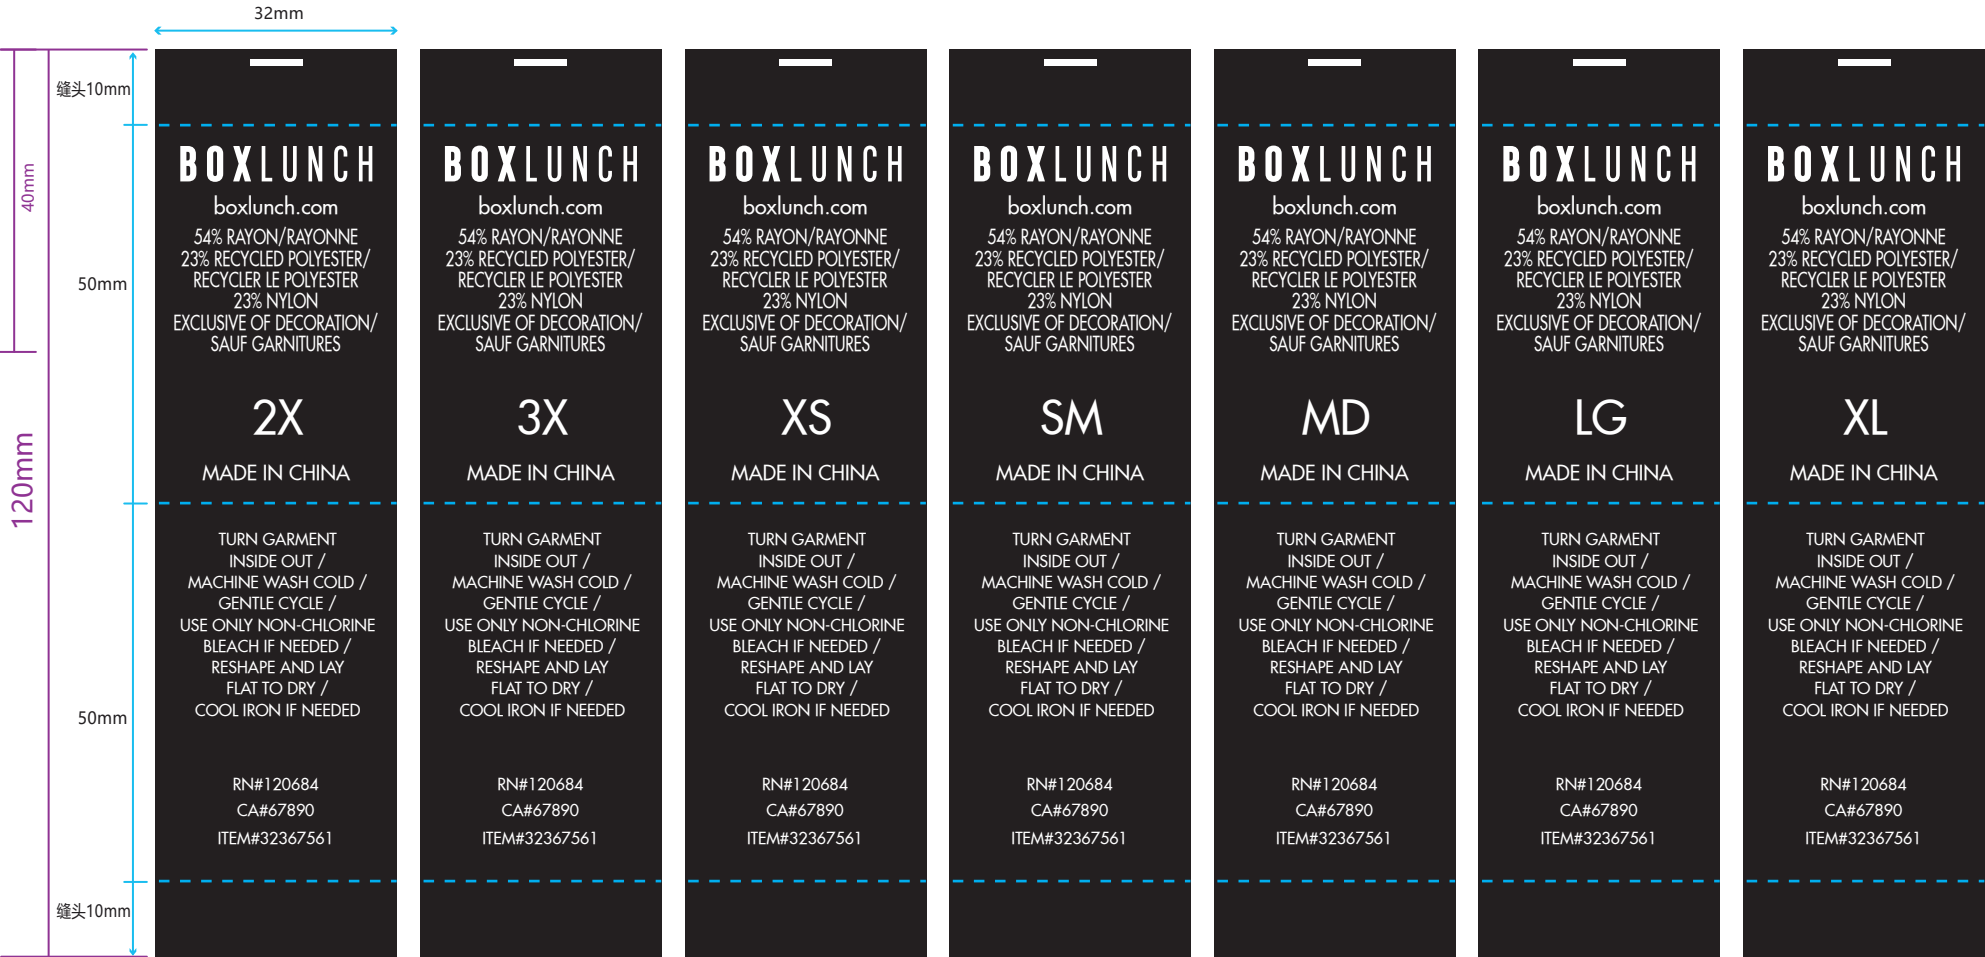 32mm
缝头10mm
40mm
50mm
120mm
50mm
缝头10mm
BOXLUNCH
boxlunch.com
54% RAYON/RAYONNE
23% RECYCLED POLYESTER/
RECYCLER LE POLYESTER
23% NYLON
EXCLUSIVE OF DECORATION/
SAUF GARNITURES
2X
MADE IN CHINA
TURN GARMENT
INSIDE OUT /
MACHINE WASH COLD /
GENTLE CYCLE /
USE ONLY NON-CHLORINE
BLEACH IF NEEDED /
RESHAPE AND LAY
FLAT TO DRY /
COOL IRON IF NEEDED
RN#120684
CA#67890
ITEM#32367561
BOXLUNCH
boxlunch.com
54% RAYON/RAYONNE
23% RECYCLED POLYESTER/
RECYCLER LE POLYESTER
23% NYLON
EXCLUSIVE OF DECORATION/
SAUF GARNITURES
3X
MADE IN CHINA
TURN GARMENT
INSIDE OUT /
MACHINE WASH COLD /
GENTLE CYCLE /
USE ONLY NON-CHLORINE
BLEACH IF NEEDED /
RESHAPE AND LAY
FLAT TO DRY /
COOL IRON IF NEEDED
RN#120684
CA#67890
ITEM#32367561
BOXLUNCH
boxlunch.com
54% RAYON/RAYONNE
23% RECYCLED POLYESTER/
RECYCLER LE POLYESTER
23% NYLON
EXCLUSIVE OF DECORATION/
SAUF GARNITURES
XS
MADE IN CHINA
TURN GARMENT
INSIDE OUT /
MACHINE WASH COLD /
GENTLE CYCLE /
USE ONLY NON-CHLORINE
BLEACH IF NEEDED /
RESHAPE AND LAY
FLAT TO DRY /
COOL IRON IF NEEDED
RN#120684
CA#67890
ITEM#32367561
BOXLUNCH
boxlunch.com
54% RAYON/RAYONNE
23% RECYCLED POLYESTER/
RECYCLER LE POLYESTER
23% NYLON
EXCLUSIVE OF DECORATION/
SAUF GARNITURES
SM
MADE IN CHINA
TURN GARMENT
INSIDE OUT /
MACHINE WASH COLD /
GENTLE CYCLE /
USE ONLY NON-CHLORINE
BLEACH IF NEEDED /
RESHAPE AND LAY
FLAT TO DRY /
COOL IRON IF NEEDED
RN#120684
CA#67890
ITEM#32367561
BOXLUNCH
boxlunch.com
54% RAYON/RAYONNE
23% RECYCLED POLYESTER/
RECYCLER LE POLYESTER
23% NYLON
EXCLUSIVE OF DECORATION/
SAUF GARNITURES
MD
MADE IN CHINA
TURN GARMENT
INSIDE OUT /
MACHINE WASH COLD /
GENTLE CYCLE /
USE ONLY NON-CHLORINE
BLEACH IF NEEDED /
RESHAPE AND LAY
FLAT TO DRY /
COOL IRON IF NEEDED
RN#120684
CA#67890
ITEM#32367561
BOXLUNCH
boxlunch.com
54% RAYON/RAYONNE
23% RECYCLED POLYESTER/
RECYCLER LE POLYESTER
23% NYLON
EXCLUSIVE OF DECORATION/
SAUF GARNITURES
LG
MADE IN CHINA
TURN GARMENT
INSIDE OUT /
MACHINE WASH COLD /
GENTLE CYCLE /
USE ONLY NON-CHLORINE
BLEACH IF NEEDED /
RESHAPE AND LAY
FLAT TO DRY /
COOL IRON IF NEEDED
RN#120684
CA#67890
ITEM#32367561
BOXLUNCH
boxlunch.com
54% RAYON/RAYONNE
23% RECYCLED POLYESTER/
RECYCLER LE POLYESTER
23% NYLON
EXCLUSIVE OF DECORATION/
SAUF GARNITURES
XL
MADE IN CHINA
TURN GARMENT
INSIDE OUT /
MACHINE WASH COLD /
GENTLE CYCLE /
USE ONLY NON-CHLORINE
BLEACH IF NEEDED /
RESHAPE AND LAY
FLAT TO DRY /
COOL IRON IF NEEDED
RN#120684
CA#67890
ITEM#32367561